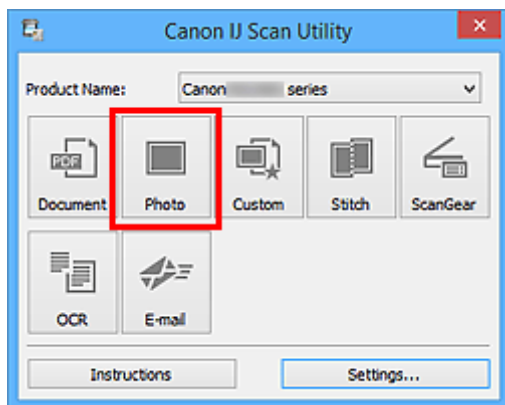 Canon IJ Scan Utility
Product Name: Canon series
PDF
Document Photo Custom Stitch ScanGear
OCR E-mail
Instructions Settings...